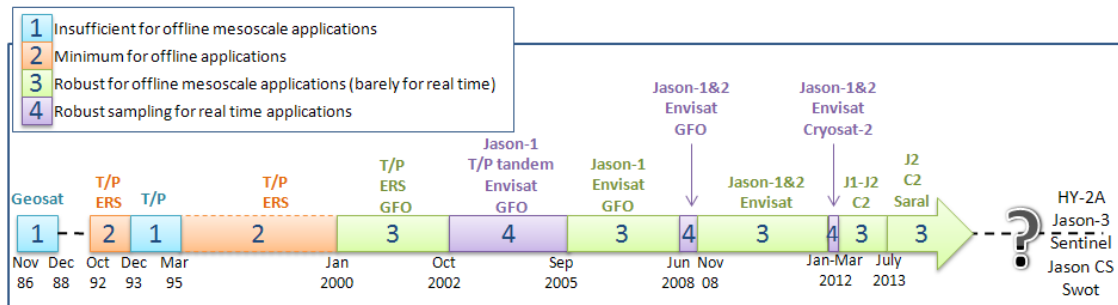 1 Insufficient for offline mesoscale applications
2 Minimum for offline applications
3 Robust for offline mesoscale applications (barely for real time)
4 Robust sampling for real time applications
Geosat
T/P
ERS
T/P
T/P
ERS
T/P
ERS
GFO
Jason-1
T/P tandem
Envisat
GFO
Jason-1
Envisat
GFO
Jason-1&2
Envisat
GFO
Jason-1&2
Envisat
Jason-1&2
Envisat
Cryosat-2
J1-J2
C2
J2
C2
Saral
1
2
1
2
3
4
3
4
3
4
3
3
?
HY-2A
Jason-3
Sentinel
Jason CS
Swot
Nov
86
Dec
88
Oct
92
Dec
93
Mar
95
Jan
2000
Oct
2002
Sep
2005
Jun
2008
Nov
08
Jan-Mar
2012
July
2013